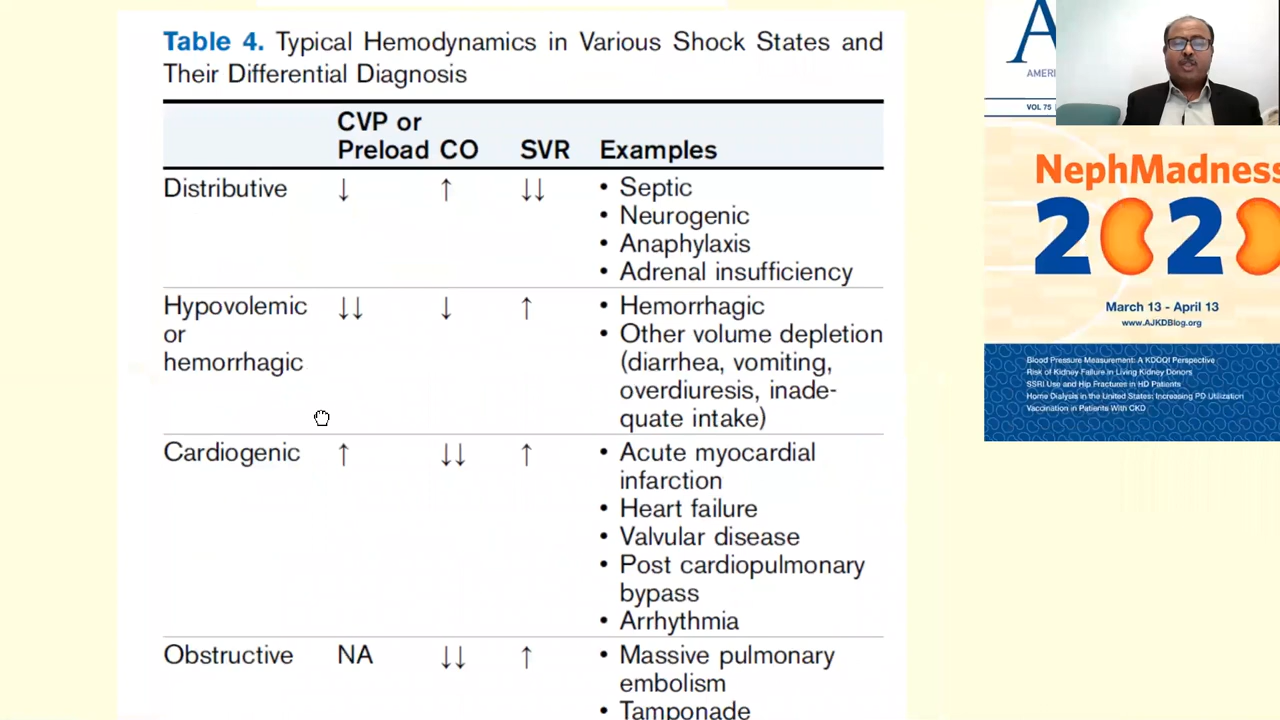 Table 4. Typical Hemodynamics in Various Shock States and
Their Differential Diagnosis
CVP or
Preload CO SVR Examples
Distributive ↓ ↑ ↓↓ • Septic
• Neurogenic
• Anaphylaxis
• Adrenal insufficiency
Hypovolemic ↓↓ ↓ ↑ • Hemorrhagic
or • Other volume depletion
hemorrhagic (diarrhea, vomiting,
overdiuresis, inade-
quate intake)
Cardiogenic ↑ ↓↓ ↑ • Acute myocardial
infarction
• Heart failure
• Valvular disease
• Post cardiopulmonary
bypass
• Arrhythmia
Obstructive NA ↓↓ ↑ • Massive pulmonary
embolism
• Tamponade
A
AMERI
VOL 75
NephMadness
2020
March 13 - April 13
www.AJKDBlog.org
Blood Pressure Measurement: A KDOQI Perspective
Risk of Kidney Failure in Living Kidney Donors
SSRI Use and Hip Fractures in HD Patients
Home Dialysis in the United States: Increasing PD Utilization
Vaccination in Patients With CKD